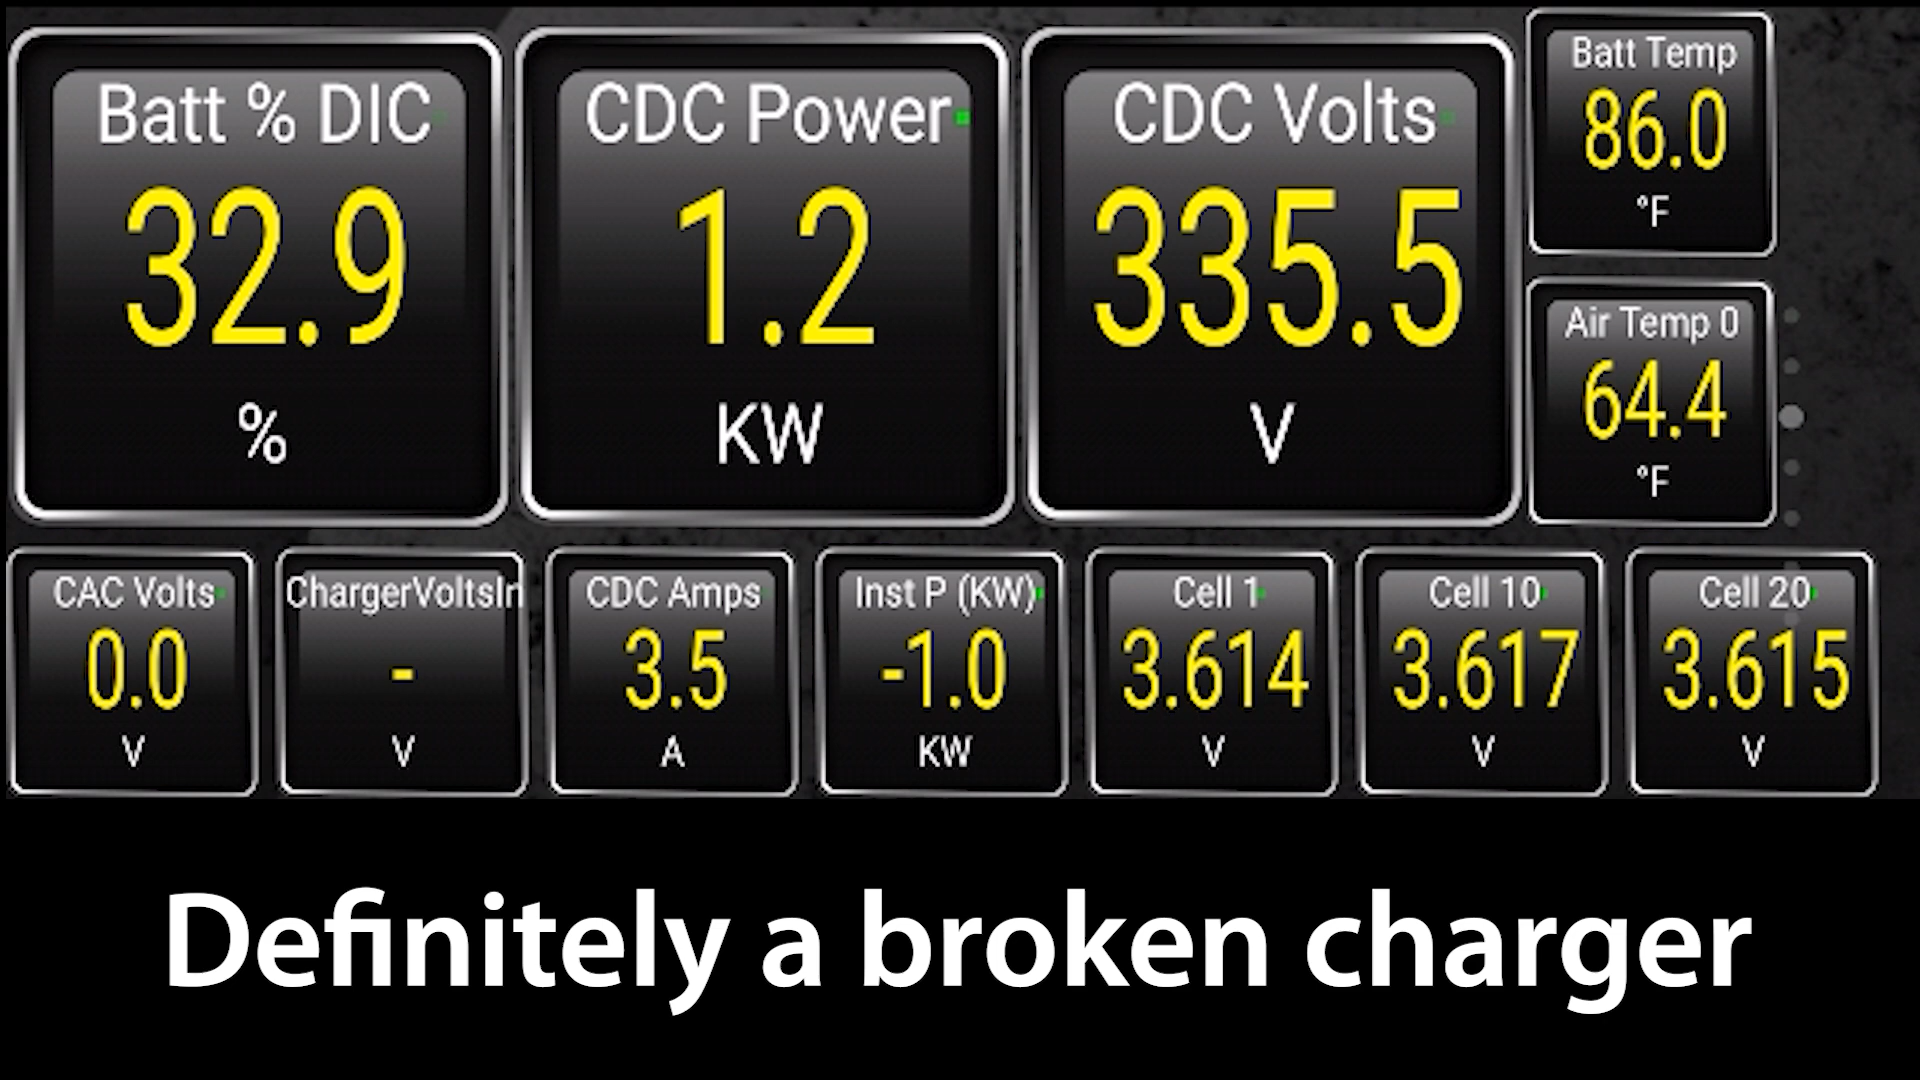 Batt % DIC
32.9
%
CDC Power
1.2
KW
CDC Volts
335.5
V
Batt Temp
86.0
°F
Air Temp 0
64.4
°F
CAC Volts
0.0
V
ChargerVoltsIn
-
V
CDC Amps
3.5
A
Inst P (KW)
-1.0
KW
Cell 1
3.614
V
Cell 10
3.617
V
Cell 20
3.615
V
Definitely a broken charger